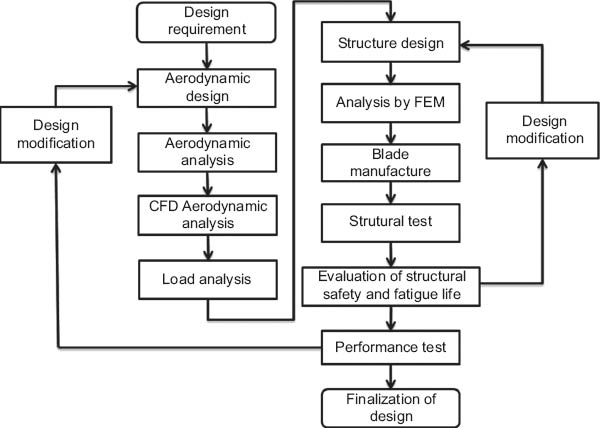 Design
requirement
Aerodynamic
design
Design
modification
Aerodynamic
analysis
CFD Aerodynamic
analysis
Load analysis
Structure design
Analysis by FEM
Design
modification
Blade
manufacture
Strutural test
Evaluation of structural
safety and fatigue life
Performance test
Finalization of
design